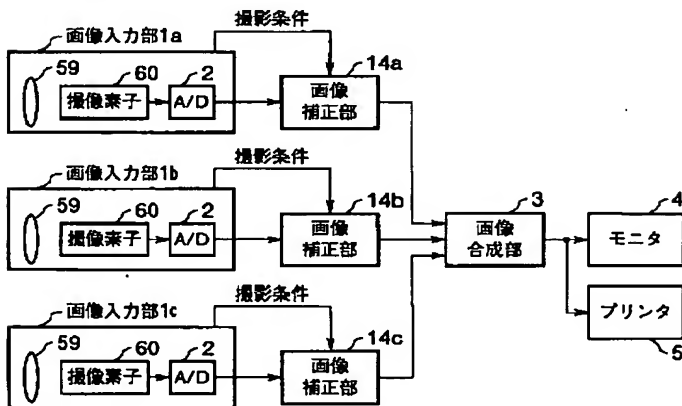 画像入力部1a
撮影条件
59
60
2
撮像素子
A/D
14a
画像
補正部
画像入力部1b
撮影条件
59
60
2
撮像素子
A/D
14b
画像
補正部
3
画像
合成部
4
モニタ
プリンタ
5
画像入力部1c
撮影条件
59
60
2
撮像素子
A/D
14c
画像
補正部